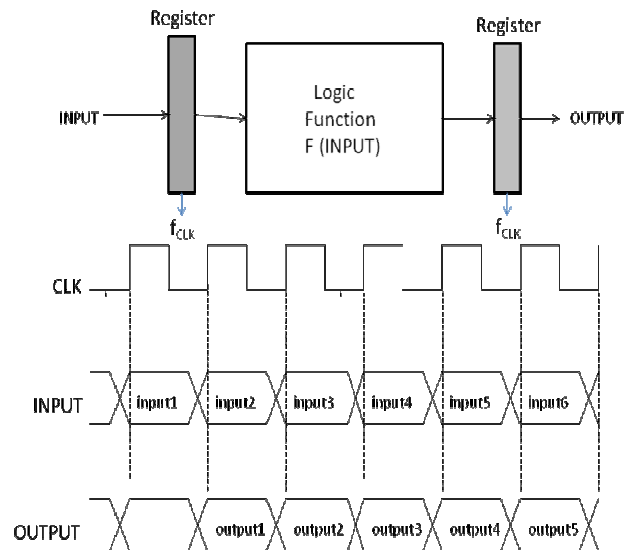 Register
Register
INPUT
Logic
Function
F (INPUT)
OUTPUT
fCLK
fCLK
CLK
INPUT
input1 input2 input3 input4 input5 input6
OUTPUT
output1 output2 output3 output4 output5